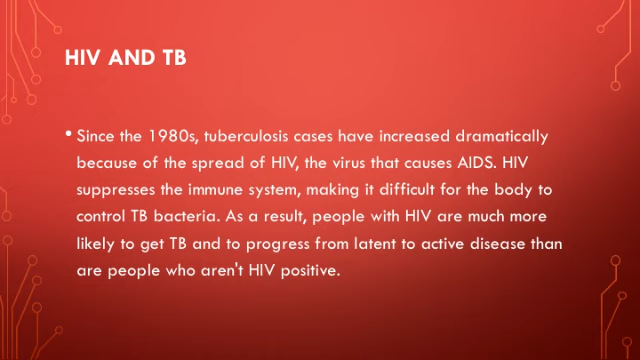 HIV AND TB
• Since the 1980s, tuberculosis cases have increased dramatically
because of the spread of HIV, the virus that causes AIDS. HIV
suppresses the immune system, making it difficult for the body to
control TB bacteria. As a result, people with HIV are much more
likely to get TB and to progress from latent to active disease than
are people who aren't HIV positive.